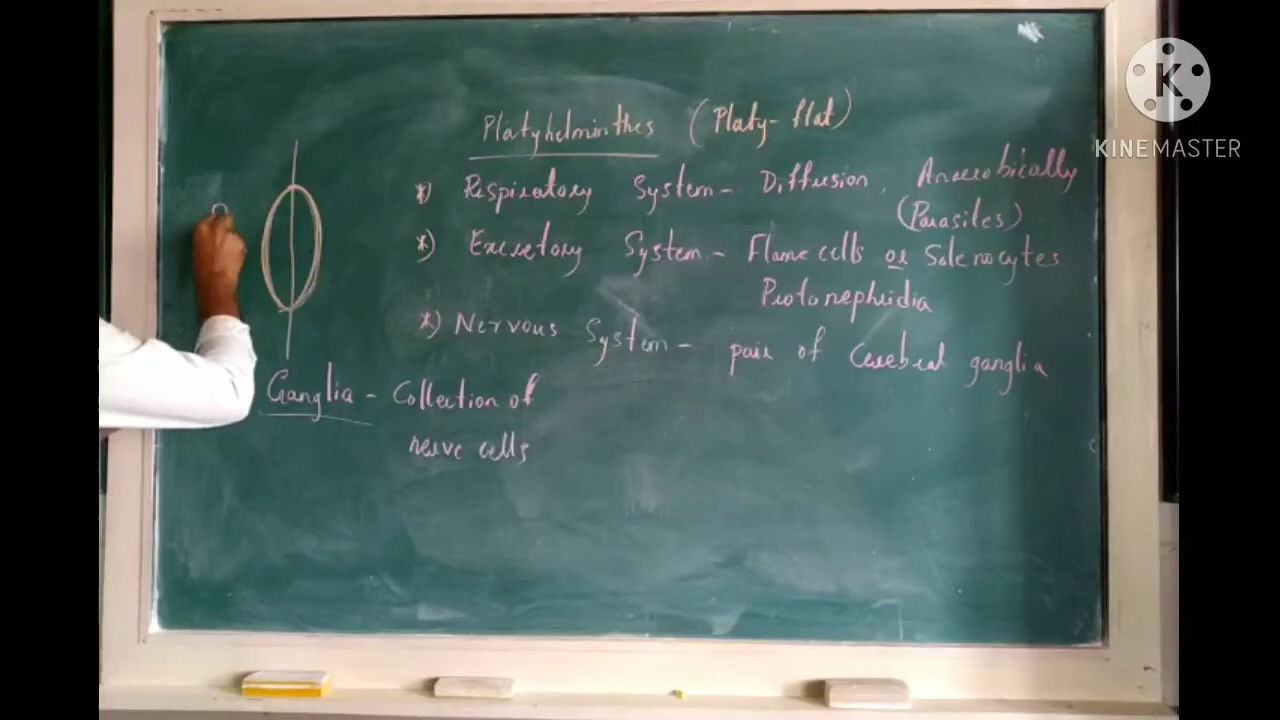 Platyhelminthes (Platy- flat)
*) Respiratory System - Diffusion, Anaerobically
(Parasites)
*) Excretory System - Flame cells or Solenocytes
Protonephridia
*) Nervous System - pair of Cerebral ganglia
Ganglia - Collection of
nerve cells
K
KINEMASTER